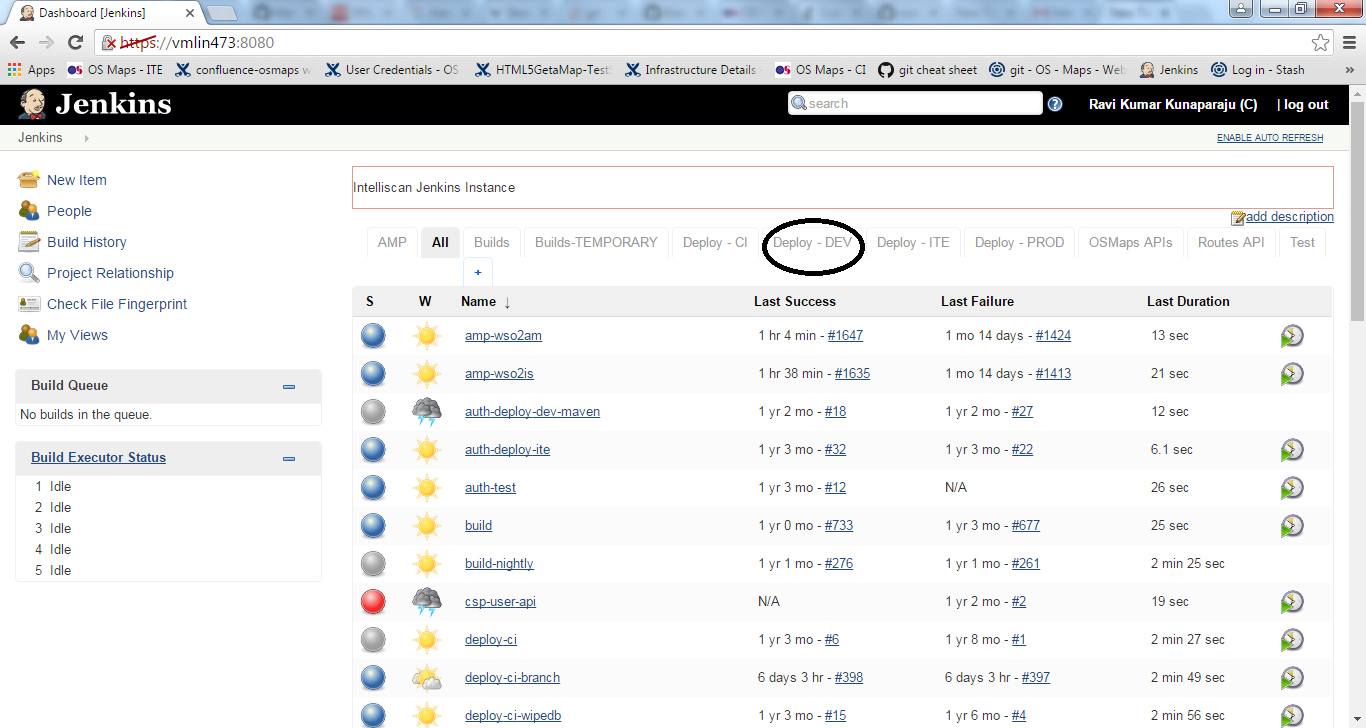 Dashboard [Jenkins]
https://vmlin473:8080
Apps OS Maps - ITE confluence-osmaps w User Credentials - OS HTML5GetaMap-Test Infrastructure Details OS Maps - CI git cheat sheet git - OS - Maps - Web Jenkins Log in - Stash »
Jenkins search Ravi Kumar Kunaparaju (C) | log out
Jenkins ENABLE AUTO REFRESH
New Item
People
Build History
Project Relationship
Check File Fingerprint
My Views
Build Queue
No builds in the queue.
Build Executor Status
1 Idle
2 Idle
3 Idle
4 Idle
5 Idle
Intelliscan Jenkins Instance
add description
AMP All Builds Builds-TEMPORARY Deploy - CI Deploy - DEV Deploy - ITE Deploy - PROD OSMaps APIs Routes API Test
+
S W Name ↓ Last Success Last Failure Last Duration
amp-wso2am 1 hr 4 min - #1647 1 mo 14 days - #1424 13 sec
amp-wso2is 1 hr 38 min - #1635 1 mo 14 days - #1413 21 sec
auth-deploy-dev-maven 1 yr 2 mo - #18 1 yr 2 mo - #27 12 sec
auth-deploy-ite 1 yr 3 mo - #32 1 yr 3 mo - #22 6.1 sec
auth-test 1 yr 3 mo - #12 N/A 26 sec
build 1 yr 0 mo - #733 1 yr 3 mo - #677 25 sec
build-nightly 1 yr 1 mo - #276 1 yr 1 mo - #261 2 min 25 sec
csp-user-api N/A 1 yr 2 mo - #2 19 sec
deploy-ci 1 yr 3 mo - #6 1 yr 8 mo - #1 2 min 27 sec
deploy-ci-branch 6 days 3 hr - #398 6 days 3 hr - #397 2 min 49 sec
deploy-ci-wipedb 1 yr 3 mo - #15 1 yr 6 mo - #4 2 min 56 sec